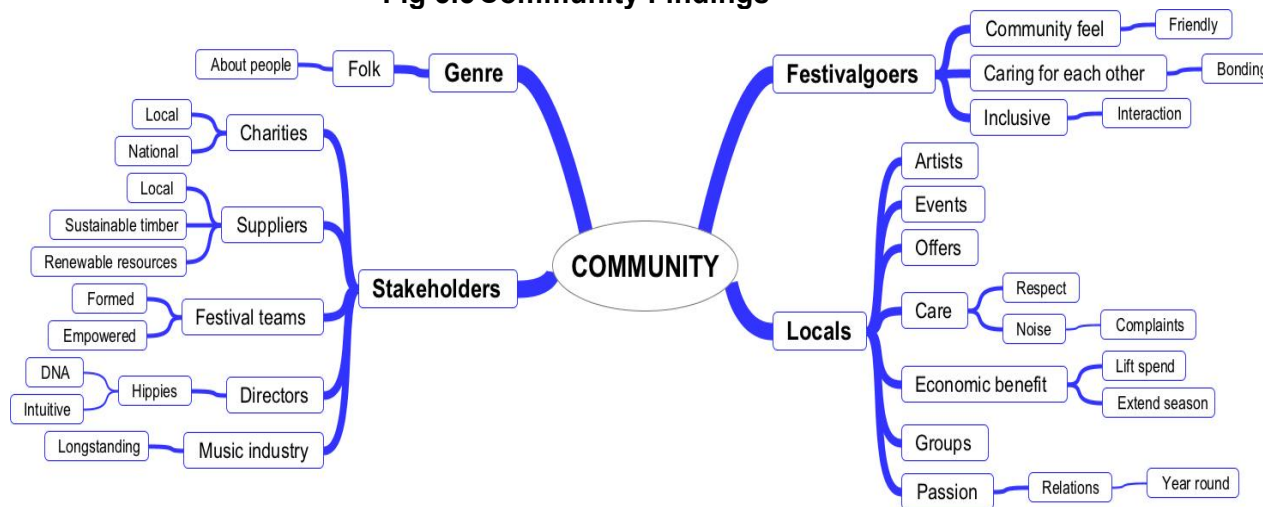 Community Findings
COMMUNITY
Genre
Folk
About people
Stakeholders
Charities
Local
National
Suppliers
Local
Sustainable timber
Renewable resources
Festival teams
Formed
Empowered
Directors
Hippies
DNA
Intuitive
Music industry
Longstanding
Festivalgoers
Community feel
Friendly
Caring for each other
Bonding
Inclusive
Interaction
Locals
Artists
Events
Offers
Care
Respect
Noise
Complaints
Economic benefit
Lift spend
Extend season
Groups
Passion
Relations
Year round